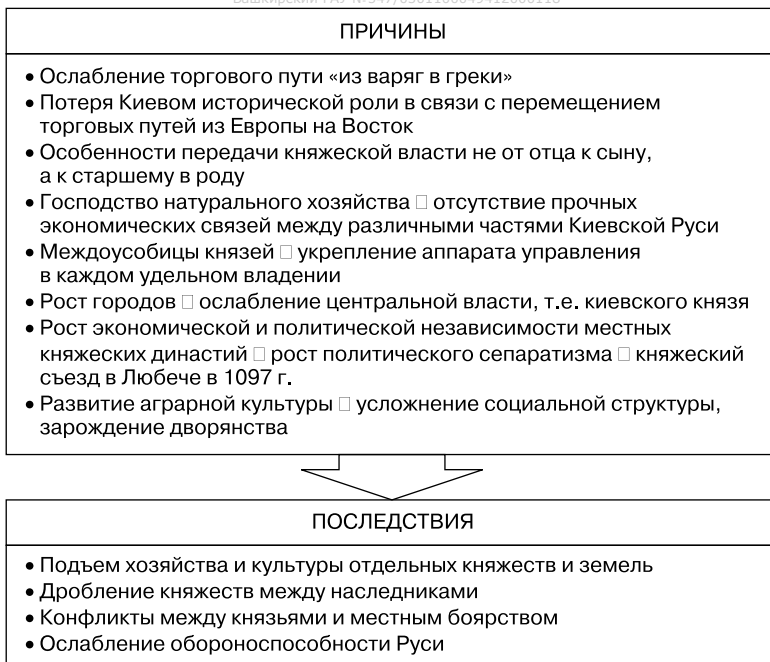 ПРИЧИНЫ
• Ослабление торгового пути «из варяг в греки»
• Потеря Киевом исторической роли в связи с перемещением
торговых путей из Европы на Восток
• Особенности передачи княжеской власти не от отца к сыну,
а к старшему в роду
• Господство натурального хозяйства □ отсутствие прочных
экономических связей между различными частями Киевской Руси
• Междоусобицы князей □ укрепление аппарата управления
в каждом удельном владении
• Рост городов □ ослабление центральной власти, т.е. киевского князя
• Рост экономической и политической независимости местных
княжеских династий □ рост политического сепаратизма □ княжеский
съезд в Любече в 1097 г.
• Развитие аграрной культуры □ усложнение социальной структуры,
зарождение дворянства
ПОСЛЕДСТВИЯ
• Подъем хозяйства и культуры отдельных княжеств и земель
• Дробление княжеств между наследниками
• Конфликты между князьями и местным боярством
• Ослабление обороноспособности Руси